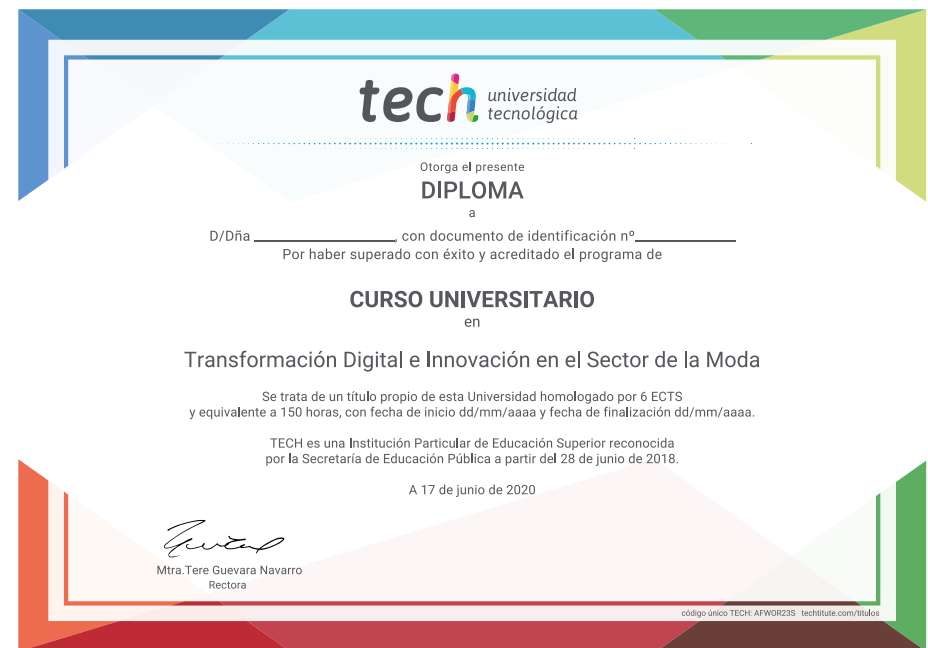 tech universidad
tecnológica
Otorga el presente
DIPLOMA
a
D/Dña ____________, con documento de identificación nº____________
Por haber superado con éxito y acreditado el programa de
CURSO UNIVERSITARIO
en
Transformación Digital e Innovación en el Sector de la Moda
Se trata de un título propio de esta Universidad homologado por 6 ECTS
y equivalente a 150 horas, con fecha de inicio dd/mm/aaaa y fecha de finalización dd/mm/aaaa.
TECH es una Institución Particular de Educación Superior reconocida
por la Secretaría de Educación Pública a partir del 28 de junio de 2018.
A 17 de junio de 2020
Mtra.Tere Guevara Navarro
Rectora
código único TECH: AFWOR23S techtitute.com/titulos